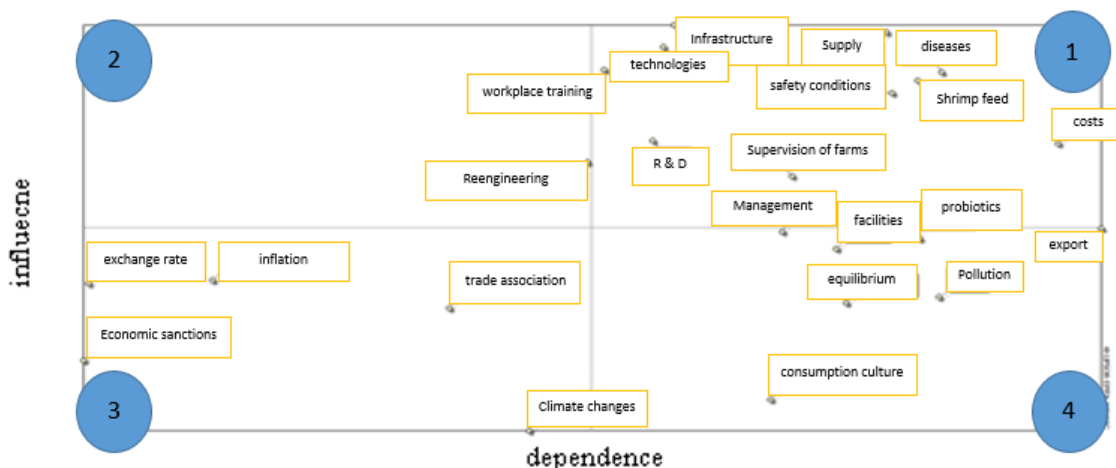 2
1
Infrastructure
Supply
diseases
technologies
workplace training
safety conditions
Shrimp feed
costs
R & D
Supervision of farms
Reengineering
Management
facilities
probiotics
export
exchange rate
inflation
trade association
equilibrium
Pollution
Economic sanctions
consumption culture
Climate changes
3
4
influecne
dependence